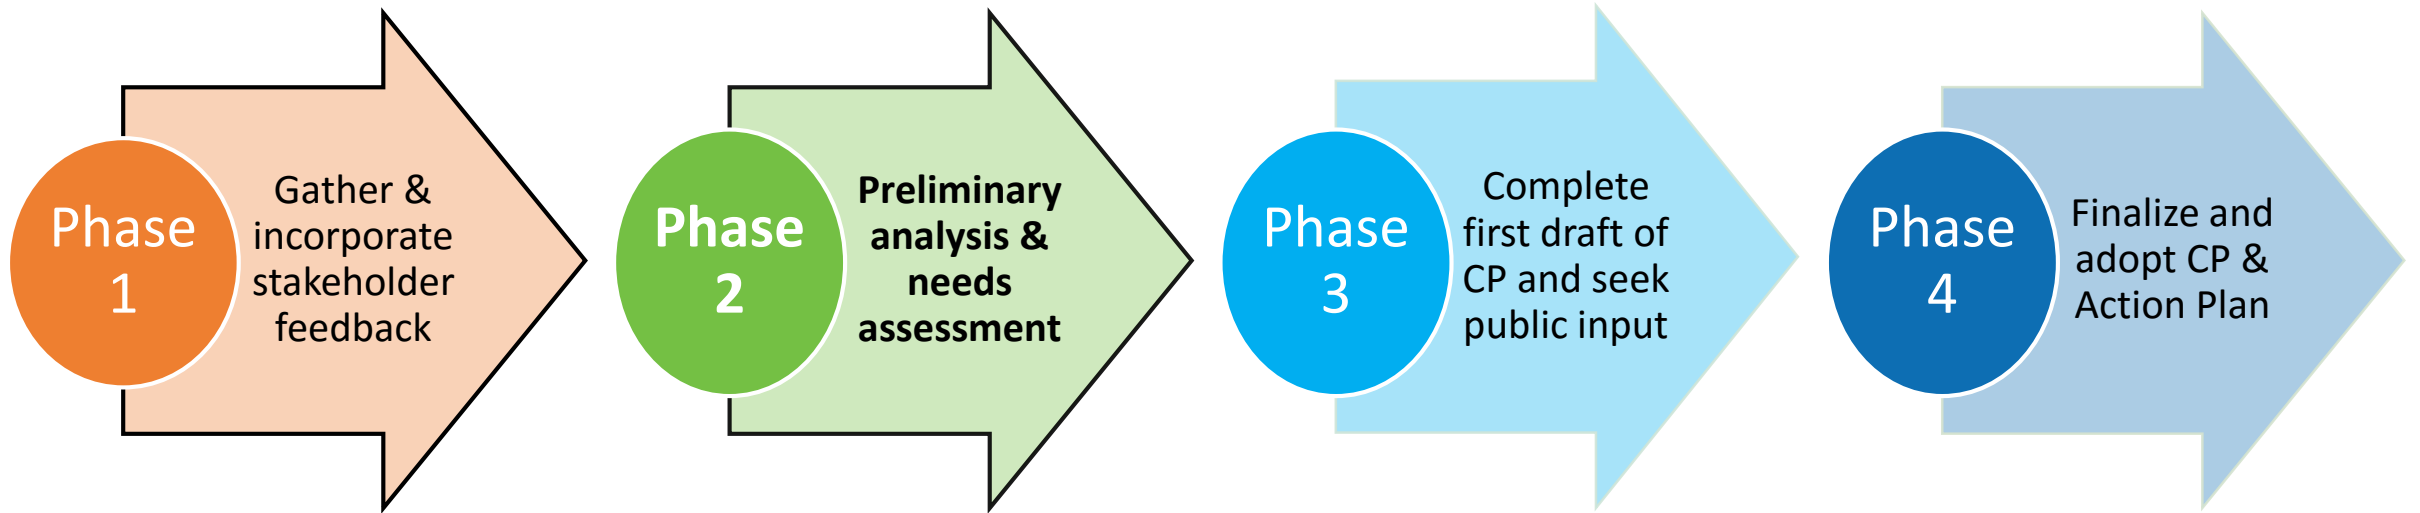 Phase
1
Gather &
incorporate
stakeholder
feedback
Phase
2
Preliminary
analysis &
needs
assessment
Phase
3
Complete
first draft of
CP and seek
public input
Phase
4
Finalize and
adopt CP &
Action Plan